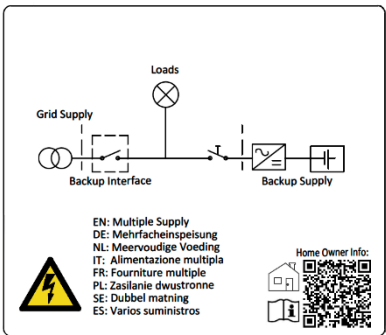 Loads
Grid Supply
Backup Interface
Backup Supply
EN: Multiple Supply
DE: Mehrfacheinspeisung
NL: Meervoudige Voeding
IT: Alimentazione multipla
FR: Fourniture multiple
PL: Zasilanie dwustronne
SE: Dubbel matning
ES: Varios suministros
Home Owner Info: